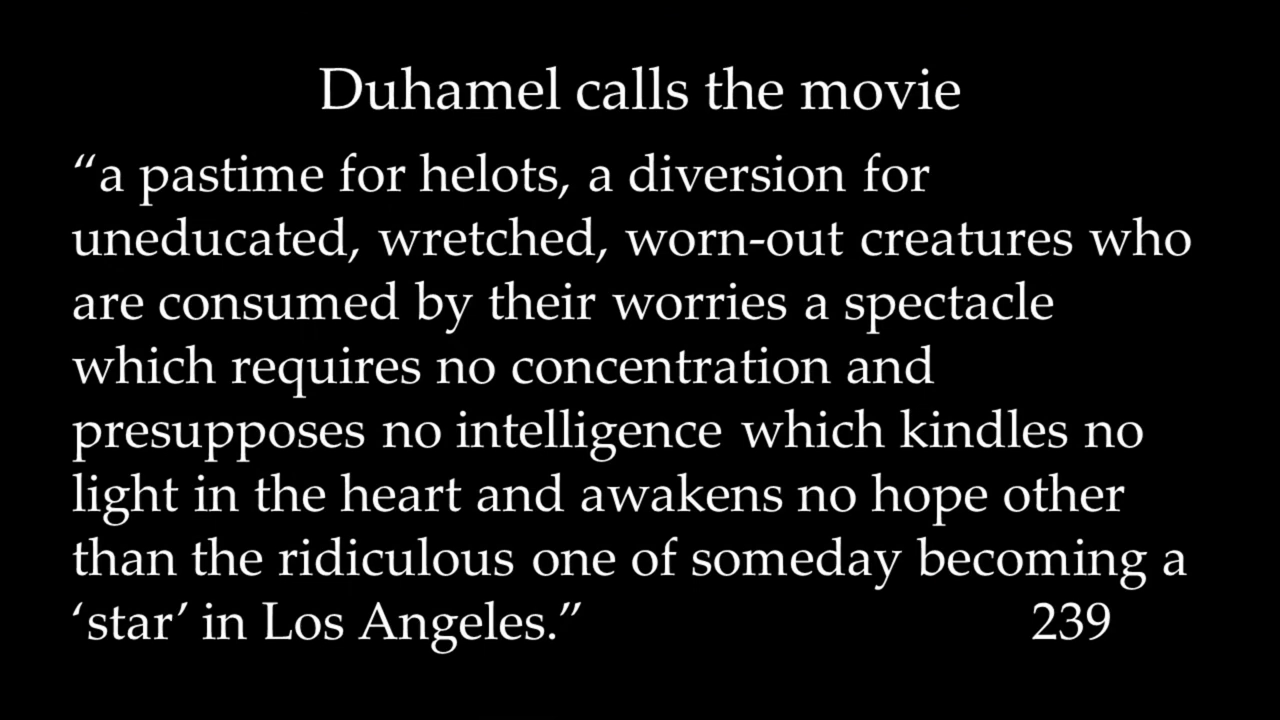 Duhamel calls the movie
“a pastime for helots, a diversion for
uneducated, wretched, worn-out creatures who
are consumed by their worries a spectacle
which requires no concentration and
presupposes no intelligence which kindles no
light in the heart and awakens no hope other
than the ridiculous one of someday becoming a
‘star’ in Los Angeles.” 239